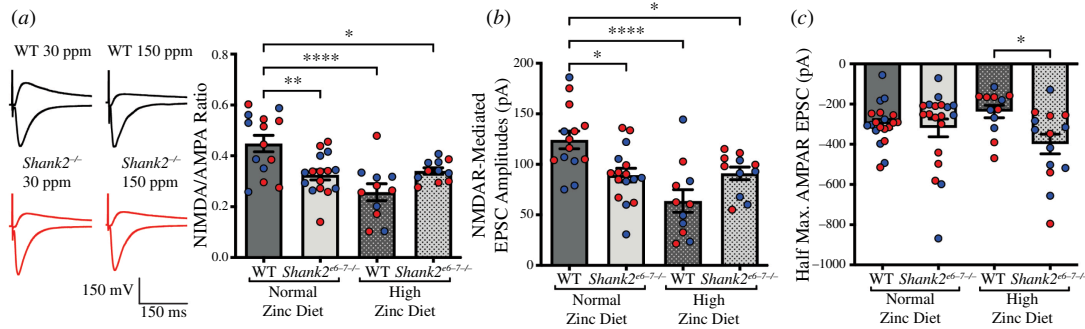 (a)
WT 30 ppm WT 150 ppm
Shank2–/– Shank2–/–
30 ppm 150 ppm
150 mV
150 ms
NIMDA/AMPA Ratio
0.8
0.6
0.4
0.2
0.0
*
****
**
WT Shank2e6-7–/– WT Shank2e6-7–/–
Normal High
Zinc Diet Zinc Diet
(b)
NMDAR-Mediated
EPSC Amplitudes (pA)
200
150
100
50
0
*
****
*
WT Shank2e6-7–/– WT Shank2e6-7–/–
Normal High
Zinc Diet Zinc Diet
(c)
Half Max. AMPAR EPSC (pA)
0
–200
–400
–600
–800
–1000
*
WT Shank2e6-7–/– WT Shank2e6-7–/–
Normal High
Zinc Diet Zinc Diet